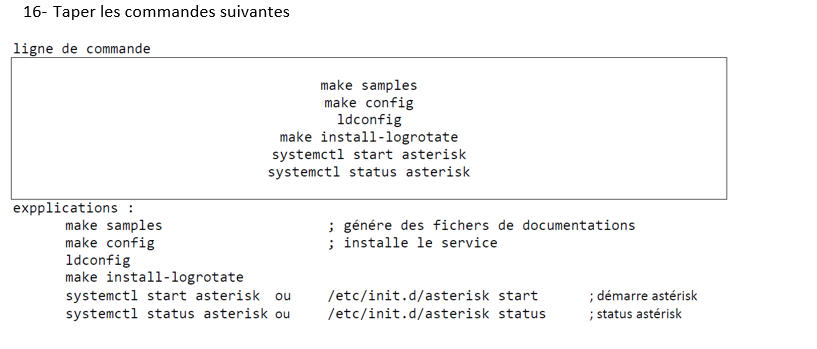 16- Taper les commandes suivantes
ligne de commande
make samples
make config
ldconfig
make install-logrotate
systemctl start asterisk
systemctl status asterisk
expplications :
make samples ; génére des fichers de documentations
make config ; installe le service
ldconfig
make install-logrotate
systemctl start asterisk ou /etc/init.d/asterisk start ; démarre astérisk
systemctl status asterisk ou /etc/init.d/asterisk status ; status astérisk